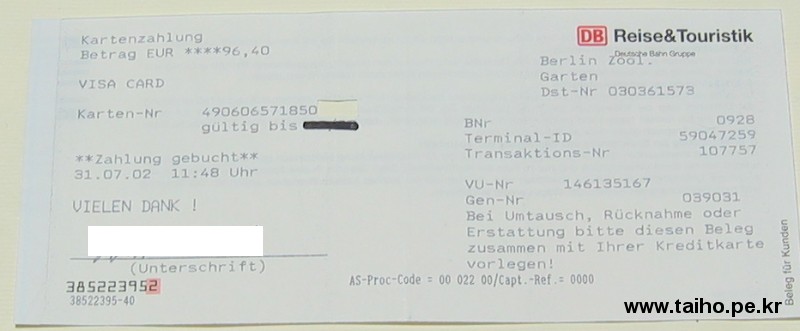 Kartenzahlung
Betrag EUR ****96,40
VISA CARD
Karten-Nr 490606571850
gültig bis
**Zahlung gebucht**
31.07.02 11:48 Uhr
VIELEN DANK !
(Unterschrift)
3852239522
38522395-40
DB Reise&Touristik
Deutsche Bahn Gruppe
Berlin Zool.
Garten
Dst-Nr 030361573
BNr 0928
Terminal-ID 59047259
Transaktions-Nr 107757
VU-Nr 146135167
Gen-Nr 039031
Bei Umtausch, Rücknahme oder
Erstattung bitte diesen Beleg
zusammen mit Ihrer Kreditkarte
vorlegen!
AS-Proc-Code = 00 022 00/Capt.-Ref.= 0000
Beleg für Kunden
www.taiho.pe.kr